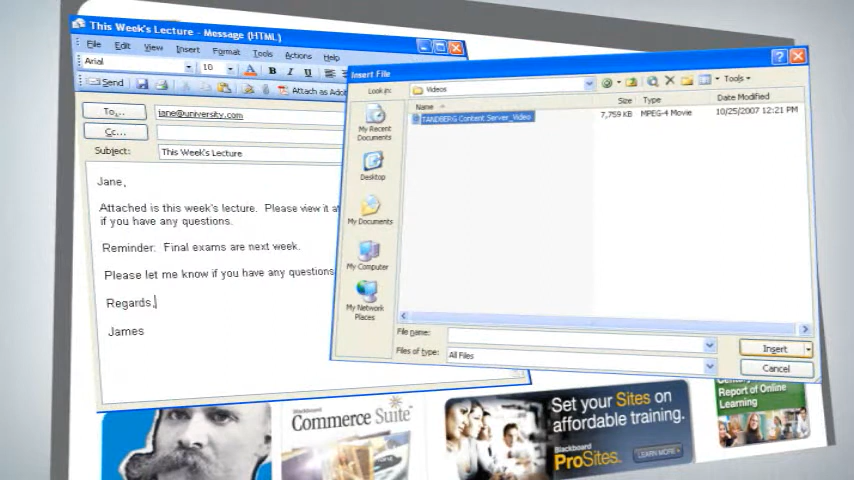 This Week's Lecture - Message (HTML)
File Edit View Insert Format Tools Actions Help
Arial 10 A B I U
Send Attach as Adob
To... jane@university.com
Cc...
Subject: This Week's Lecture
Jane,
Attached is this week's lecture. Please view it at
if you have any questions.
Reminder: Final exams are next week.
Please let me know if you have any questions
Regards,
James
Insert File
Look in: Videos Tools
Name Size Type Date Modified
TANDBERG Content Server_Video 7,759 KB MPEG-4 Movie 10/25/2007 12:21 PM
My Recent
Documents
Desktop
My Documents
My Computer
My Network
Places
File name: Insert
Files of type: All Files Cancel
Blackboard
Commerce Suite™
Set your Sites on
affordable training.
Blackboard
ProSites
LEARN MORE
Report of Online
Learning